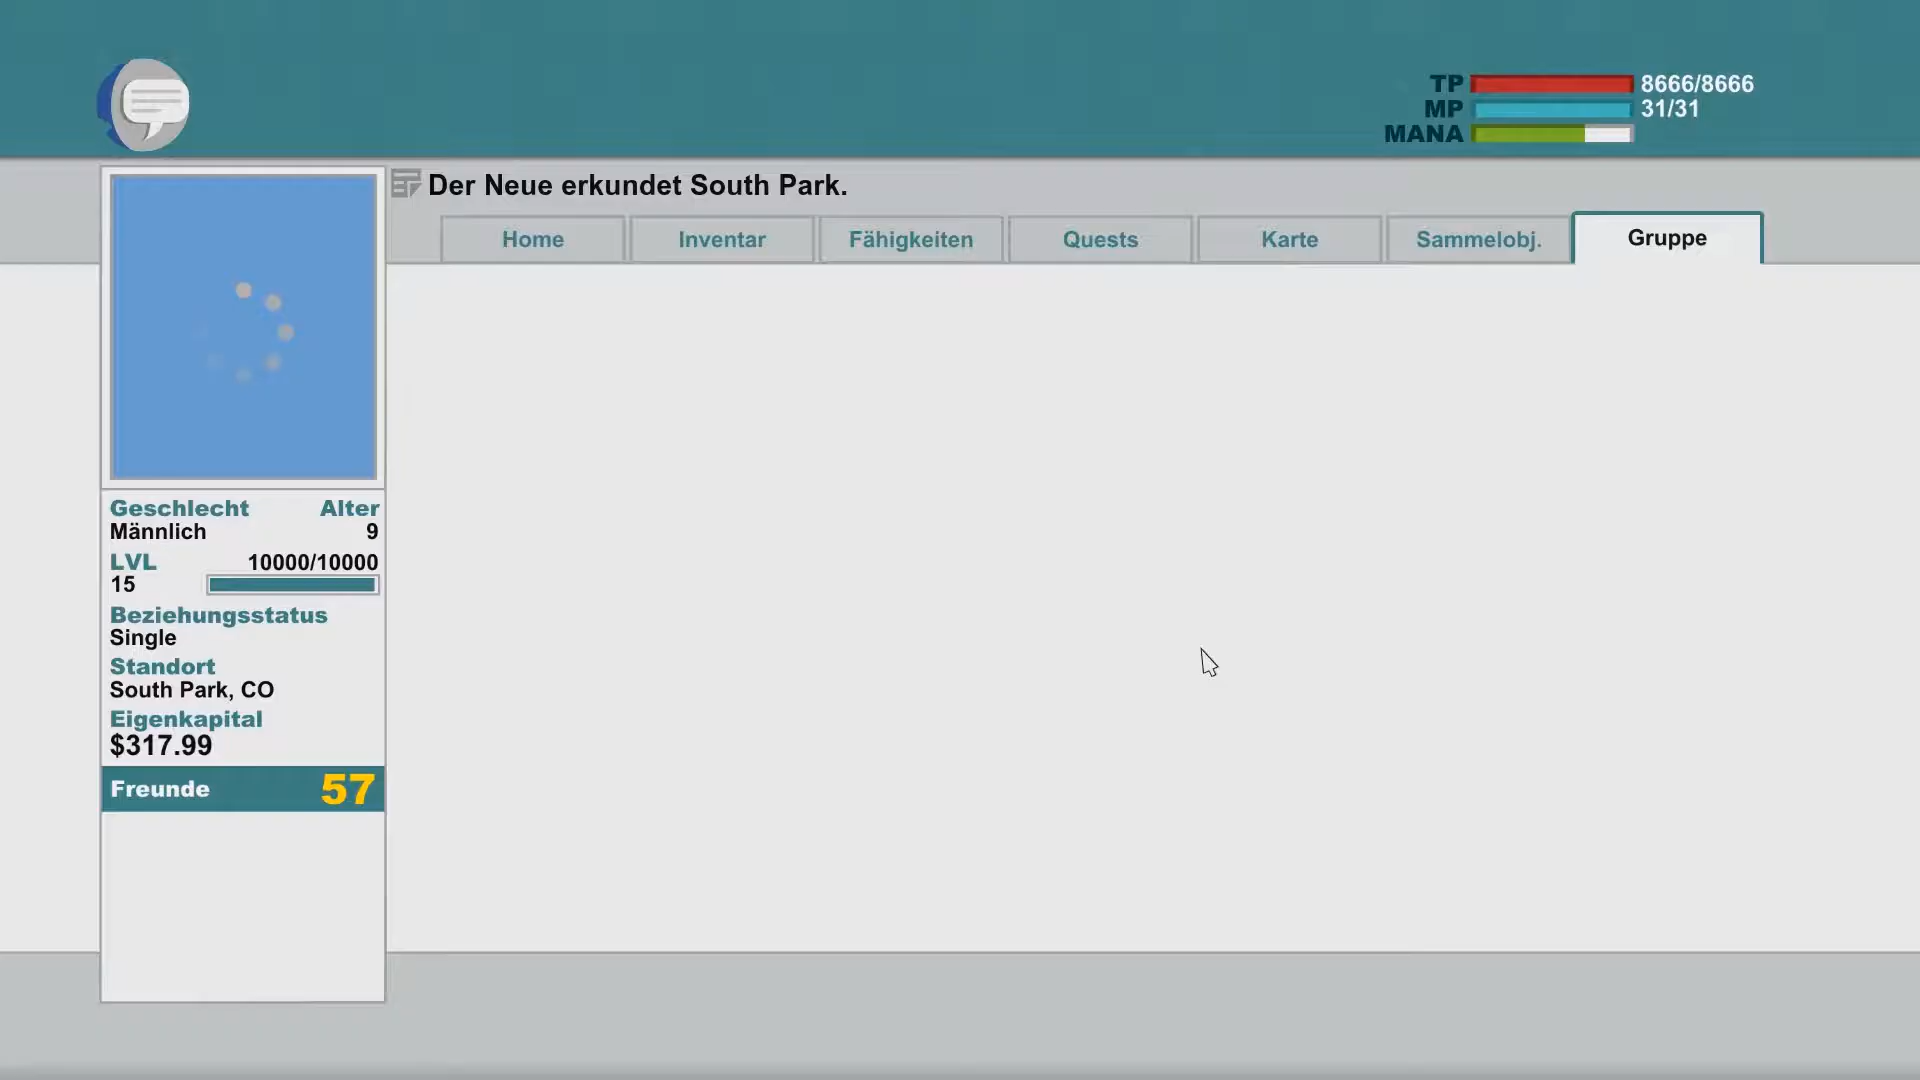 TP 8666/8666
MP 31/31
MANA
Der Neue erkundet South Park.
Home Inventar Fähigkeiten Quests Karte Sammelobj. Gruppe
Geschlecht Alter
Männlich 9
LVL 10000/10000
15
Beziehungsstatus
Single
Standort
South Park, CO
Eigenkapital
$317.99
Freunde 57